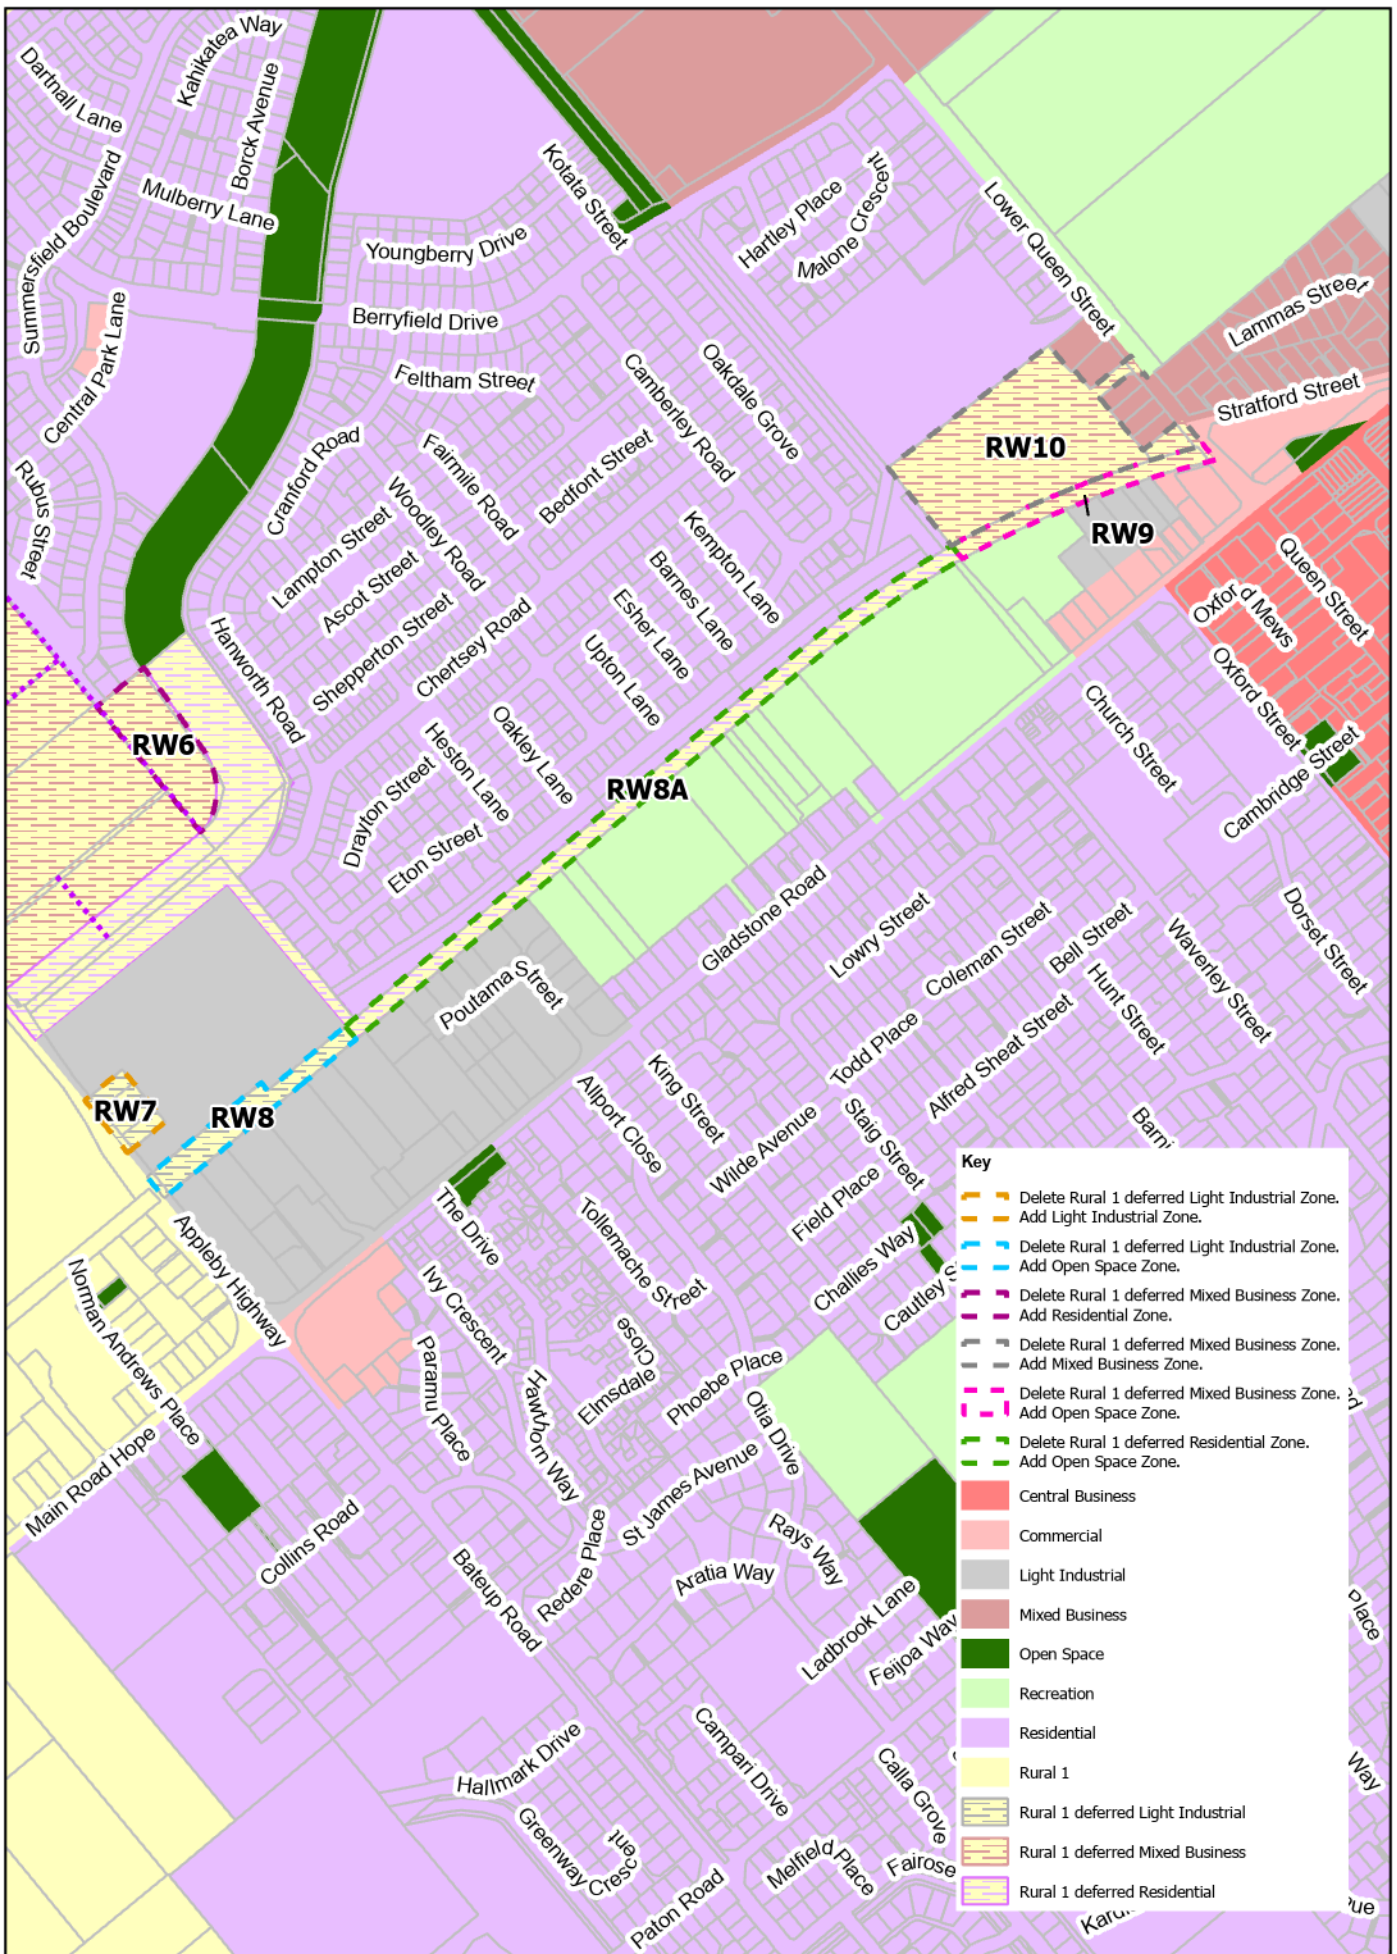 Kahikatea Way
Dartnall Lane
Borck Avenue
Kotata Street
Summersfield Boulevard
Mulberry Lane
Hartley Place
Malone Crescent
Lower Queen Street
Youngberry Drive
Central Park Lane
Berryfield Drive
Lammas Street
Feltham Street
Camberley Road
Oakdale Grove
Stratford Street
Rubus Street
Cranford Road
Fairmile Road
Bedfont Street
RW10
Woodley Road
Lampton Street
RW9
Ascot Street
Kempton Lane
Barnes Lane
Queen Street
Oxford Mews
Shepperton Street
Chertsey Road
Esher Lane
Upton Lane
Hanworth Road
Oxford Street
RW6
Church Street
Oakley Lane
Heston Lane
Cambridge Street
RW8A
Drayton Street
Eton Street
Gladstone Road
Lowry Street
Dorset Street
Coleman Street
Bell Street
Waverley Street
Poutama Street
Hunt Street
Todd Place
Alfred Sheat Street
RW7
RW8
King Street
Allport Close
Wilde Avenue
Staig Street
Barni
Field Place
The Drive
Tollemache Street
Challies Way
Cautley S
Appleby Highway
Norman Andrews Place
Ivy Crescent
Paramu Place
Elmsdale Close
Phoebe Place
Hawthorn Way
Otia Drive
Main Road Hope
St James Avenue
Collins Road
Redere Place
Rays Way
Aratia Way
Bateup Road
Ladbrook Lane
Feijoa Way
Place
Hallmark Drive
Campari Drive
Calla Grove
Way
Greenway Crescent
Melfield Place
Fairose
Paton Road
Key
Delete Rural 1 deferred Light Industrial Zone.
Add Light Industrial Zone.
Delete Rural 1 deferred Light Industrial Zone.
Add Open Space Zone.
Delete Rural 1 deferred Mixed Business Zone.
Add Residential Zone.
Delete Rural 1 deferred Mixed Business Zone.
Add Mixed Business Zone.
Delete Rural 1 deferred Mixed Business Zone.
Add Open Space Zone.
Delete Rural 1 deferred Residential Zone.
Add Open Space Zone.
Central Business
Commercial
Light Industrial
Mixed Business
Open Space
Recreation
Residential
Rural 1
Rural 1 deferred Light Industrial
Rural 1 deferred Mixed Business
Rural 1 deferred Residential